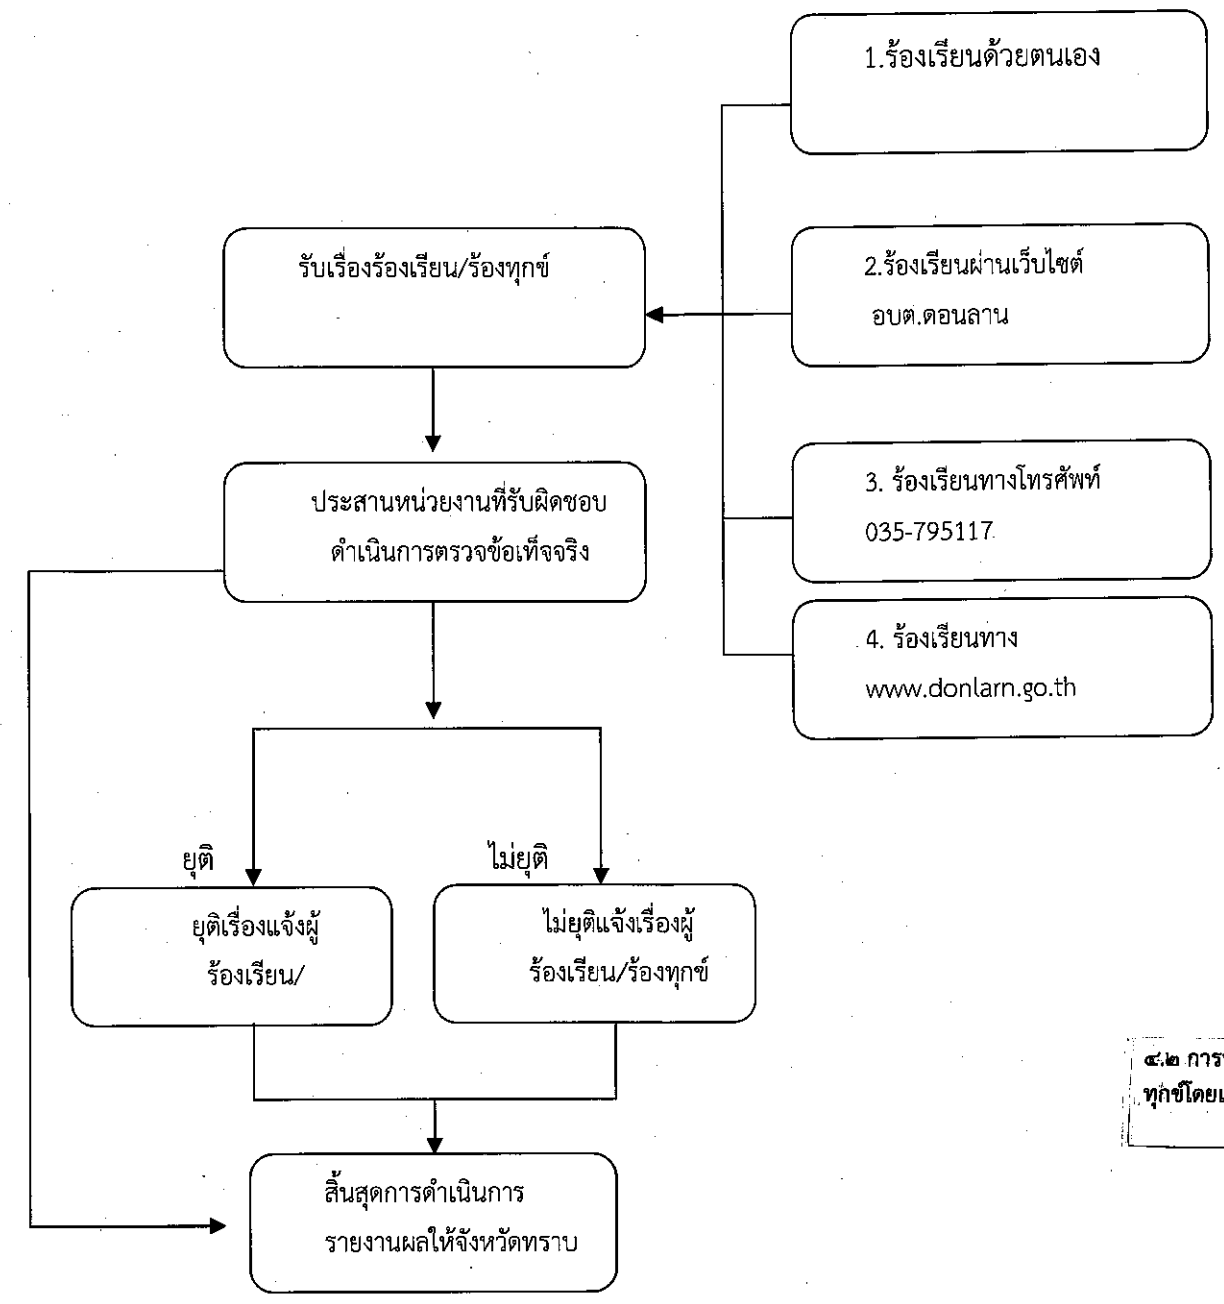 1.ร้องเรียนด้วยตนเอง
รับเรื่องร้องเรียน/ร้องทุกข์
2.ร้องเรียนผ่านเว็บไซต์
อบต.ดอนลาน
ประสานหน่วยงานที่รับผิดชอบ
ดำเนินการตรวจข้อเท็จจริง
3. ร้องเรียนทางโทรศัพท์
035-795117
4. ร้องเรียนทาง
www.donlarn.go.th
ยุติ
ไม่ยุติ
ยุติเรื่องแจ้งผู้
ร้องเรียน/
ไม่ยุติแจ้งเรื่องผู้
ร้องเรียน/ร้องทุกข์
สิ้นสุดการดำเนินการ
รายงานผลให้จังหวัดทราบ
๔.๒ การ
ทุกข์โดย